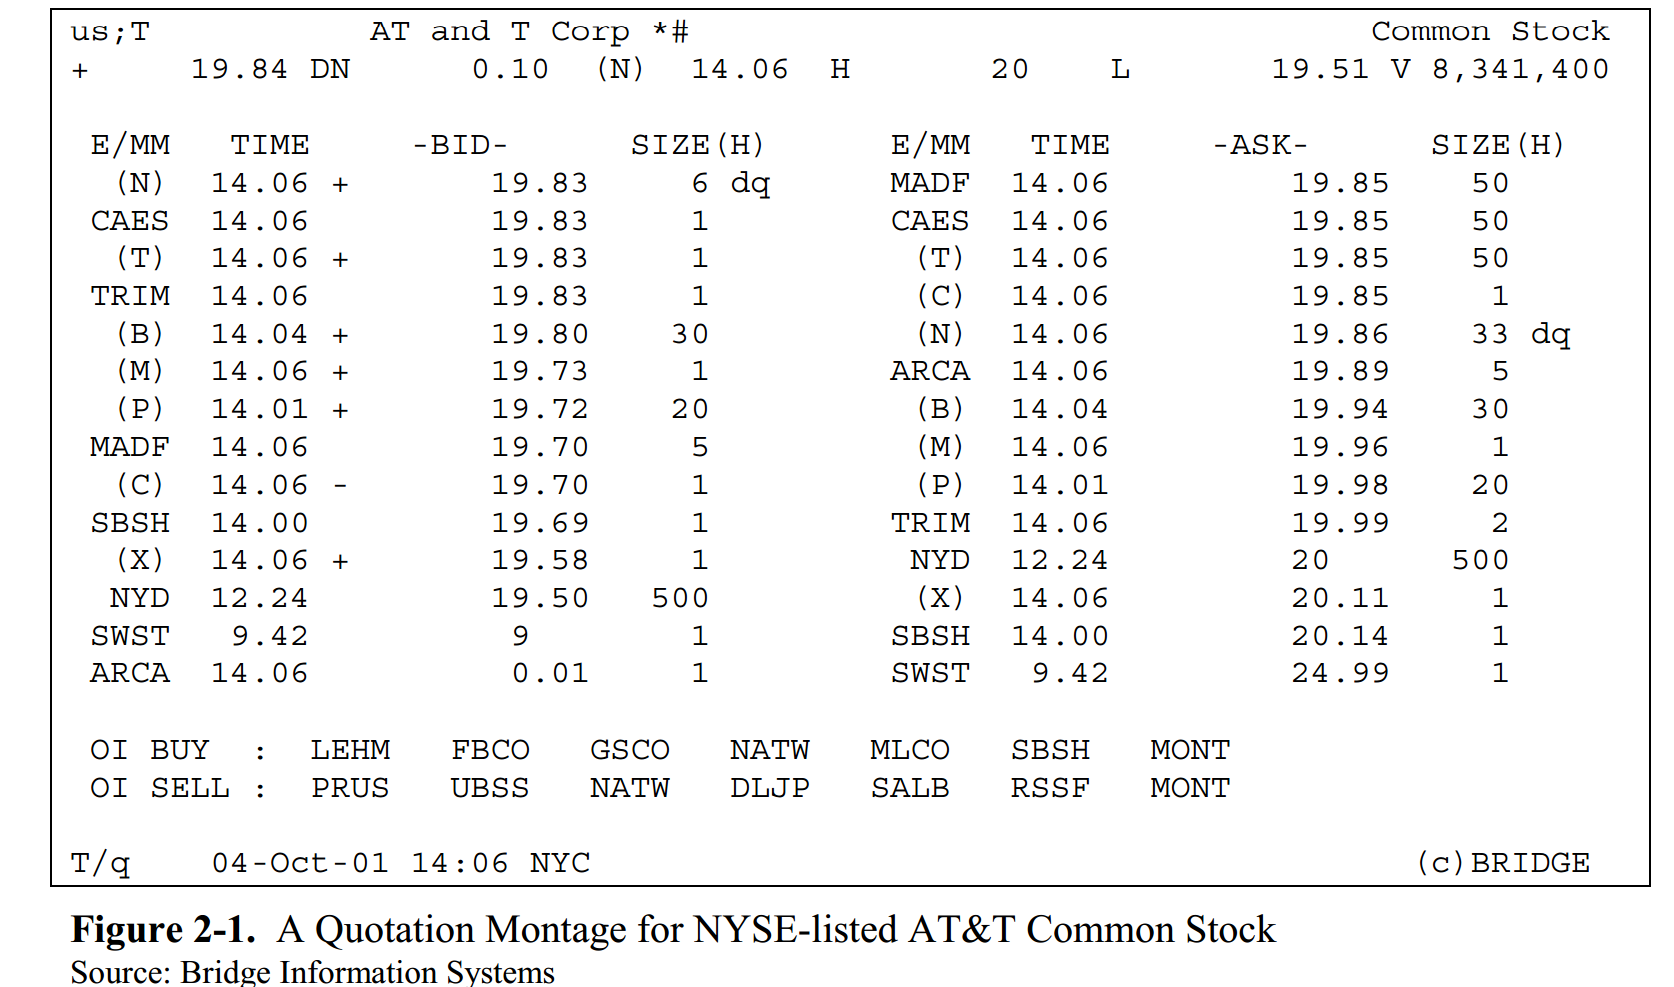 us;T AT and T Corp *# Common Stock
+ 19.84 DN 0.10 (N) 14.06 H 20 L 19.51 V 8,341,400
E/MM TIME -BID- SIZE(H) E/MM TIME -ASK- SIZE(H)
(N) 14.06 + 19.83 6 dq MADF 14.06 19.85 50
CAES 14.06 19.83 1 CAES 14.06 19.85 50
(T) 14.06 + 19.83 1 (T) 14.06 19.85 50
TRIM 14.06 19.83 1 (C) 14.06 19.85 1
(B) 14.04 + 19.80 30 (N) 14.06 19.86 33 dq
(M) 14.06 + 19.73 1 ARCA 14.06 19.89 5
(P) 14.01 + 19.72 20 (B) 14.04 19.94 30
MADF 14.06 19.70 5 (M) 14.06 19.96 1
(C) 14.06 - 19.70 1 (P) 14.01 19.98 20
SBSH 14.00 19.69 1 TRIM 14.06 19.99 2
(X) 14.06 + 19.58 1 NYD 12.24 20 500
NYD 12.24 19.50 500 (X) 14.06 20.11 1
SWST 9.42 9 1 SBSH 14.00 20.14 1
ARCA 14.06 0.01 1 SWST 9.42 24.99 1
OI BUY : LEHM FBCO GSCO NATW MLCO SBSH MONT
OI SELL : PRUS UBSS NATW DLJP SALB RSSF MONT
T/q 04-Oct-01 14:06 NYC (c)BRIDGE
Figure 2-1. A Quotation Montage for NYSE-listed AT&T Common Stock
Source: Bridge Information Systems